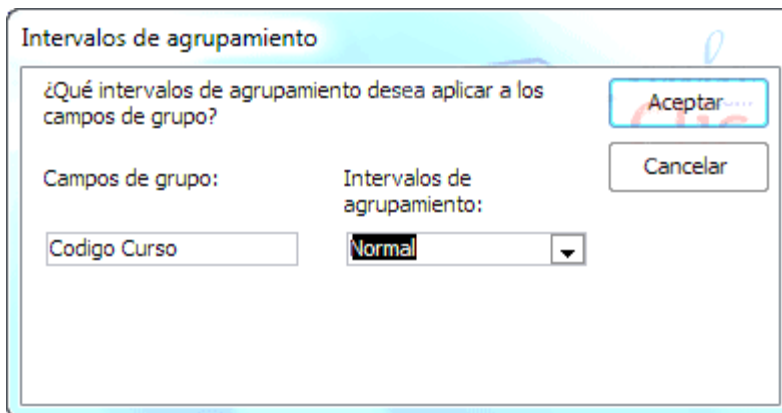 Intervalos de agrupamiento
¿Qué intervalos de agrupamiento desea aplicar a los
campos de grupo?
Aceptar
Cancelar
Campos de grupo:
Intervalos de
agrupamiento:
Codigo Curso
Normal